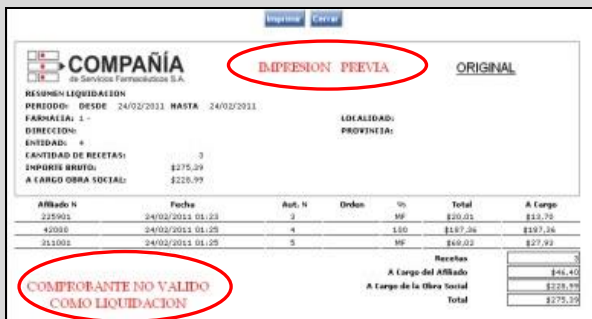 Imprimir Cerrar
COMPAÑÍA
de Servicios Farmacéuticos S.A.
IMPRESION PREVIA
ORIGINAL
RESUMEN LIQUIDACION
PERIODO: DESDE 24/02/2011 HASTA 24/02/2011
FARMACIA: 1 - LOCALIDAD:
DIRECCION: PROVINCIA:
ENTIDAD: 4
CANTIDAD DE RECETAS: 3
IMPORTE BRUTO: $275,39
A CARGO OBRA SOCIAL: $228,99
Afiliado N Fecha Aut. N Orden % Total A Cargo
225901 24/02/2011 01:23 3 MF $20,01 $13,70
42000 24/02/2011 01:25 4 100 $187,36 $187,36
311001 24/02/2011 01:25 5 MF $68,02 $27,93
Recetas 3
A Cargo del Afiliado $46,40
A Cargo de la Obra Social $228,99
Total $275,39
COMPROBANTE NO VALIDO
COMO LIQUIDACION